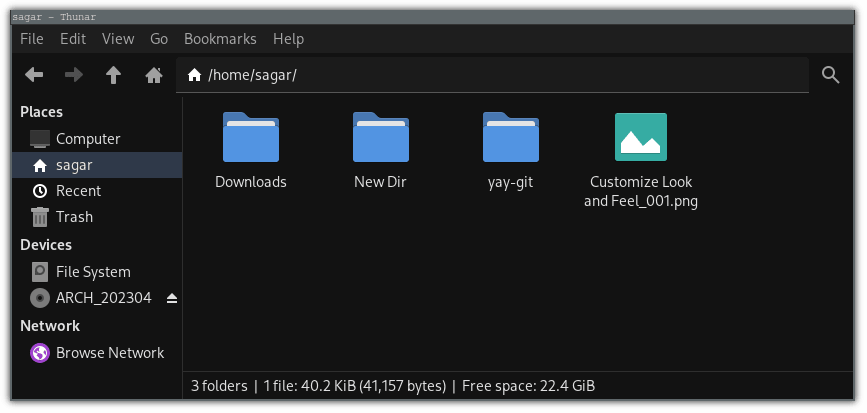 sagar - Thunar
File Edit View Go Bookmarks Help
/home/sagar/
Places
Computer
sagar
Recent
Trash
Devices
File System
ARCH_202304
Network
Browse Network
Downloads
New Dir
yay-git
Customize Look
and Feel_001.png
3 folders | 1 file: 40.2 KiB (41,157 bytes) | Free space: 22.4 GiB